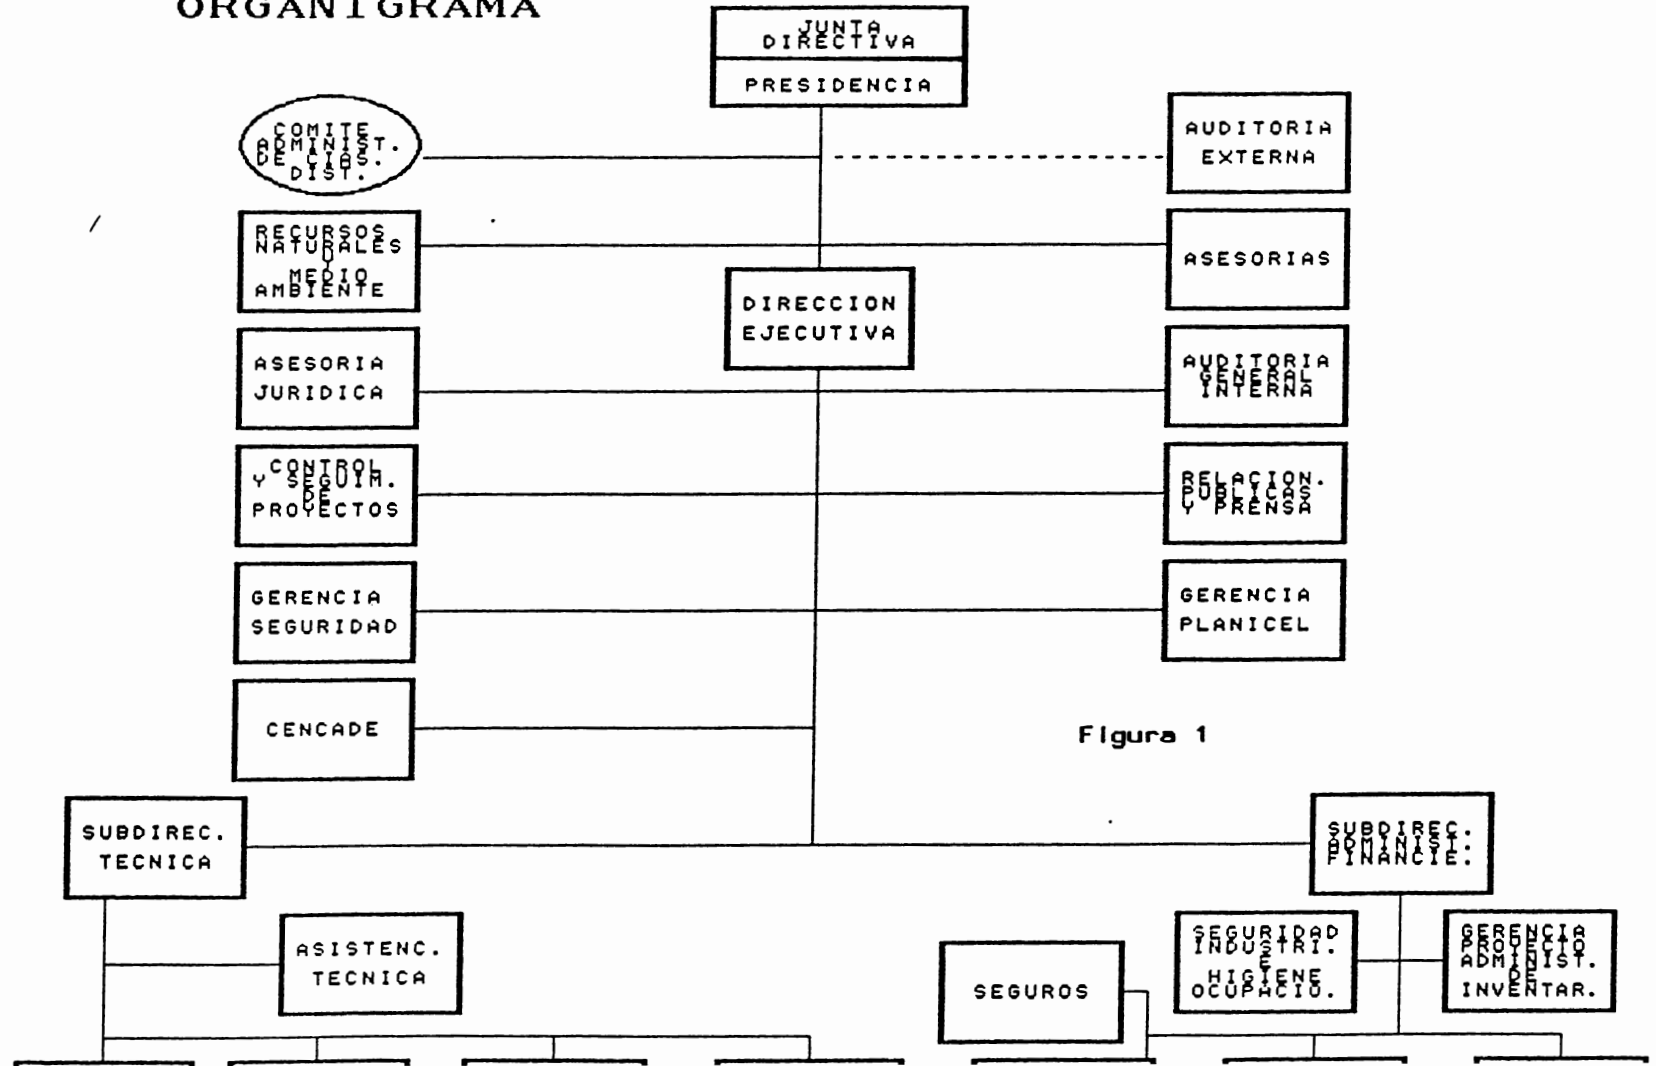 ORGANIGRAMA
JUNTA
DIRECTIVA
PRESIDENCIA
COMITE
ADMINIST.
DE CIAS.
DIST.
AUDITORIA
EXTERNA
RECURSOS
NATURALES
Y
MEDIO
AMBIENTE
ASESORIAS
DIRECCION
EJECUTIVA
ASESORIA
JURIDICA
AUDITORIA
GENERAL
INTERNA
CONTROL
Y SEGUIM.
DE
PROYECTOS
RELACION.
PUBLICAS
Y PRENSA
GERENCIA
SEGURIDAD
GERENCIA
PLANICEL
CENCADE
Figura 1
SUBDIREC.
TECNICA
SUBDIREC.
ADMINIST.
FINANCIE.
ASISTENC.
TECNICA
SEGUROS
SEGURIDAD
INDUSTRI.
E
HIGIENE
OCUPACIO.
GERENCIA
PROYECTO
ADMINIST.
DE
INVENTAR.